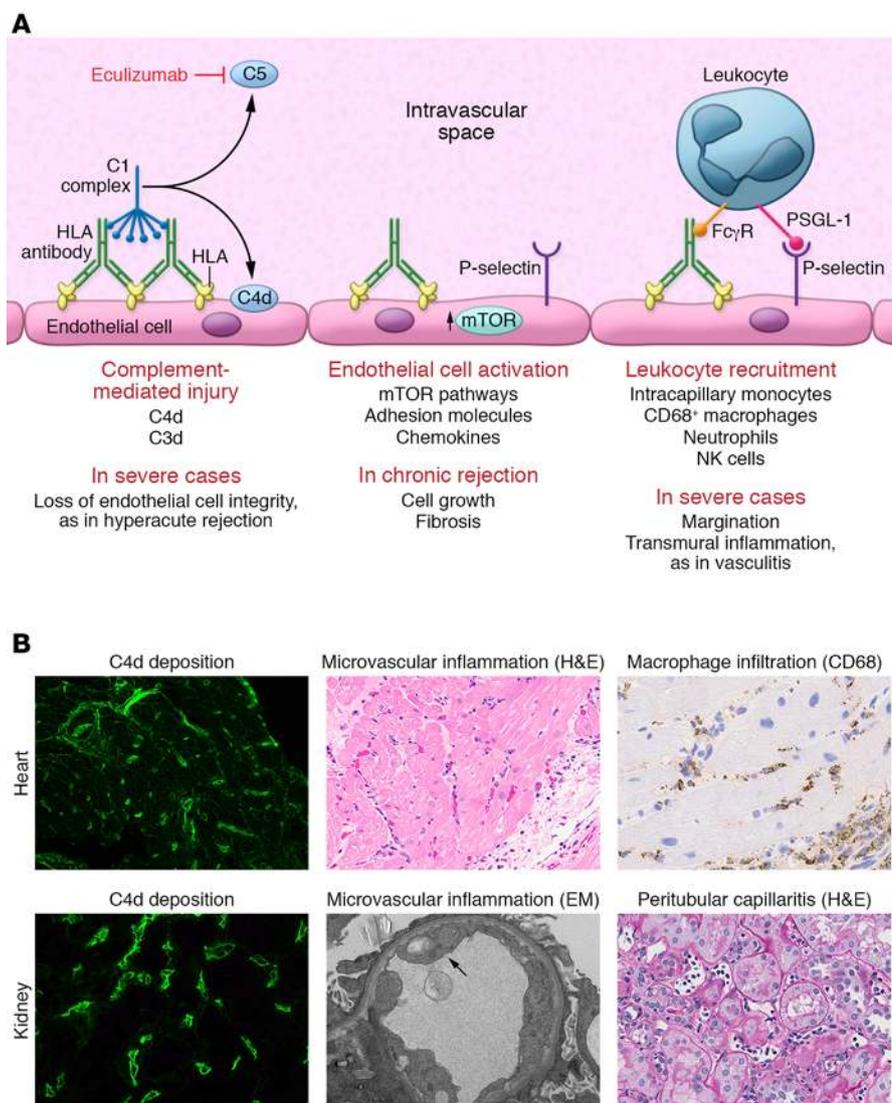 A
Eculizumab
C5
Leukocyte
Intravascular
space
C1
complex
HLA
antibody
HLA
C4d
Endothelial cell
P-selectin
mTOR
FcγR
PSGL-1
P-selectin
Complement-
mediated injury
C4d
C3d
In severe cases
Loss of endothelial cell integrity,
as in hyperacute rejection
Endothelial cell activation
mTOR pathways
Adhesion molecules
Chemokines
In chronic rejection
Cell growth
Fibrosis
Leukocyte recruitment
Intracapillary monocytes
CD68⁺ macrophages
Neutrophils
NK cells
In severe cases
Margination
Transmural inflammation,
as in vasculitis
B
C4d deposition
Microvascular inflammation (H&E)
Macrophage infiltration (CD68)
Heart
C4d deposition
Microvascular inflammation (EM)
Peritubular capillaritis (H&E)
Kidney